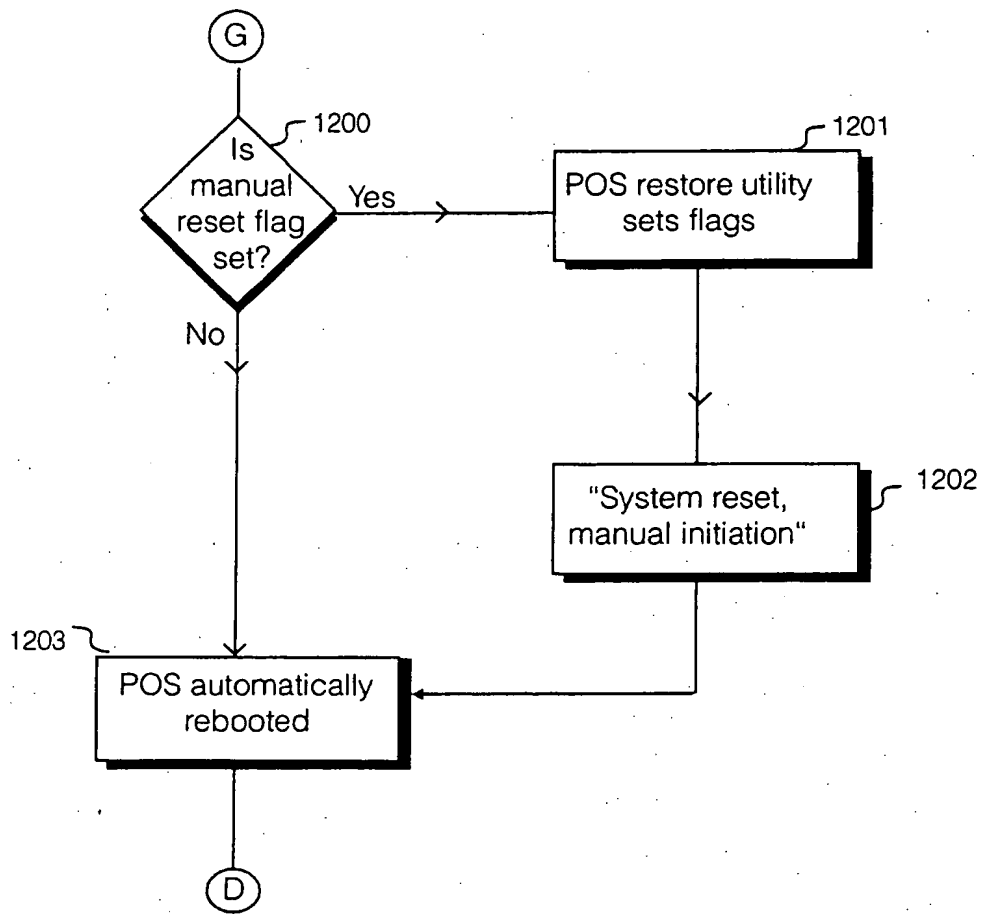 G
1200
Is
manual
reset flag
set?
Yes
1201
POS restore utility
sets flags
No
1202
"System reset,
manual initiation"
1203
POS automatically
rebooted
D